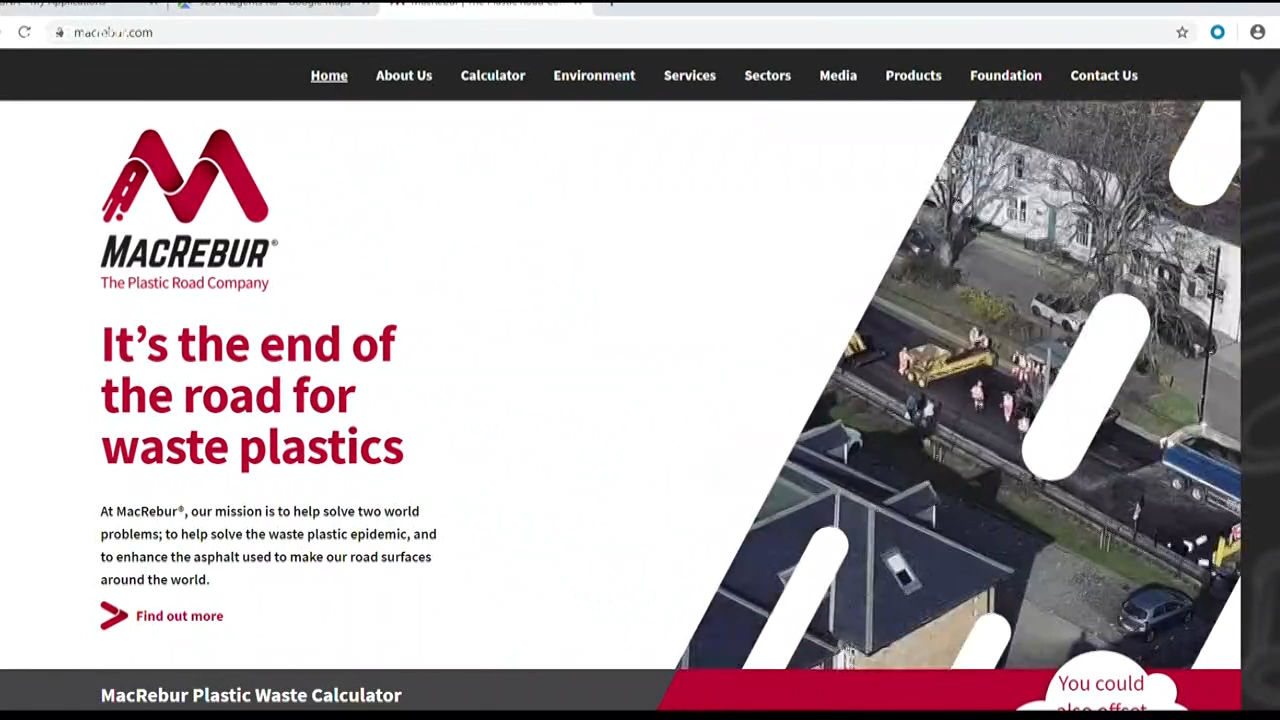 macrebur.com
Home About Us Calculator Environment Services Sectors Media Products Foundation Contact Us
MACREBUR®
The Plastic Road Company
It's the end of
the road for
waste plastics
At MacRebur®, our mission is to help solve two world
problems; to help solve the waste plastic epidemic, and
to enhance the asphalt used to make our road surfaces
around the world.
Find out more
MacRebur Plastic Waste Calculator
You could
also offset